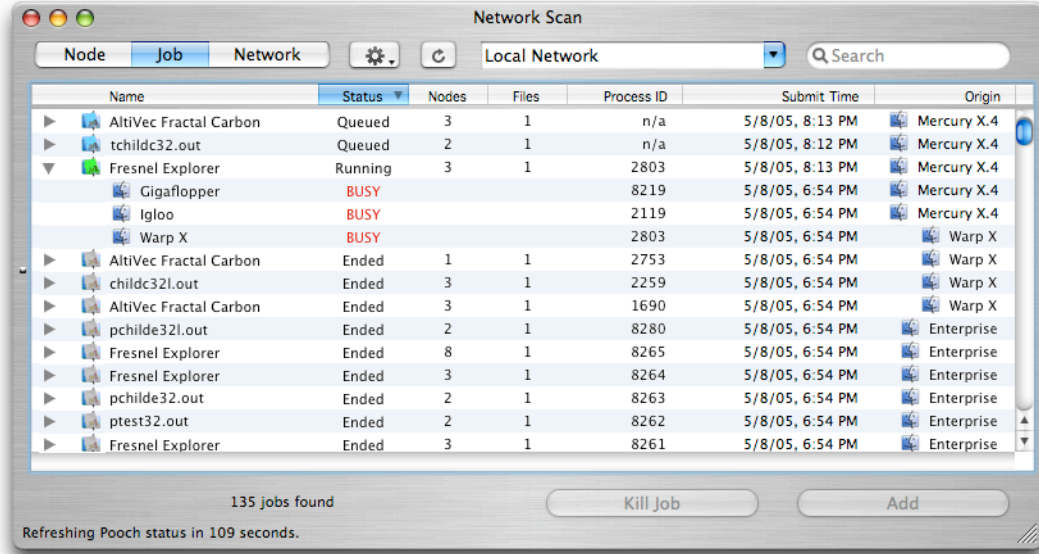 Network Scan
Node Job Network Local Network Search
Name Status Nodes Files Process ID Submit Time Origin
AltiVec Fractal Carbon Queued 3 1 n/a 5/8/05, 8:13 PM Mercury X.4
tchildc32.out Queued 2 1 n/a 5/8/05, 8:12 PM Mercury X.4
Fresnel Explorer Running 3 1 2803 5/8/05, 8:13 PM Mercury X.4
Gigaflopper BUSY 8219 5/8/05, 6:54 PM Mercury X.4
Igloo BUSY 2119 5/8/05, 6:54 PM Mercury X.4
Warp X BUSY 2803 5/8/05, 6:54 PM Warp X
AltiVec Fractal Carbon Ended 1 1 2753 5/8/05, 6:54 PM Warp X
childc32l.out Ended 3 1 2259 5/8/05, 6:54 PM Warp X
AltiVec Fractal Carbon Ended 3 1 1690 5/8/05, 6:54 PM Warp X
pchilde32l.out Ended 2 1 8280 5/8/05, 6:54 PM Enterprise
Fresnel Explorer Ended 8 1 8265 5/8/05, 6:54 PM Enterprise
Fresnel Explorer Ended 3 1 8264 5/8/05, 6:54 PM Enterprise
pchilde32.out Ended 2 1 8263 5/8/05, 6:54 PM Enterprise
ptest32.out Ended 2 1 8262 5/8/05, 6:54 PM Enterprise
Fresnel Explorer Ended 3 1 8261 5/8/05, 6:54 PM Enterprise
135 jobs found Kill Job Add
Refreshing Pooch status in 109 seconds.